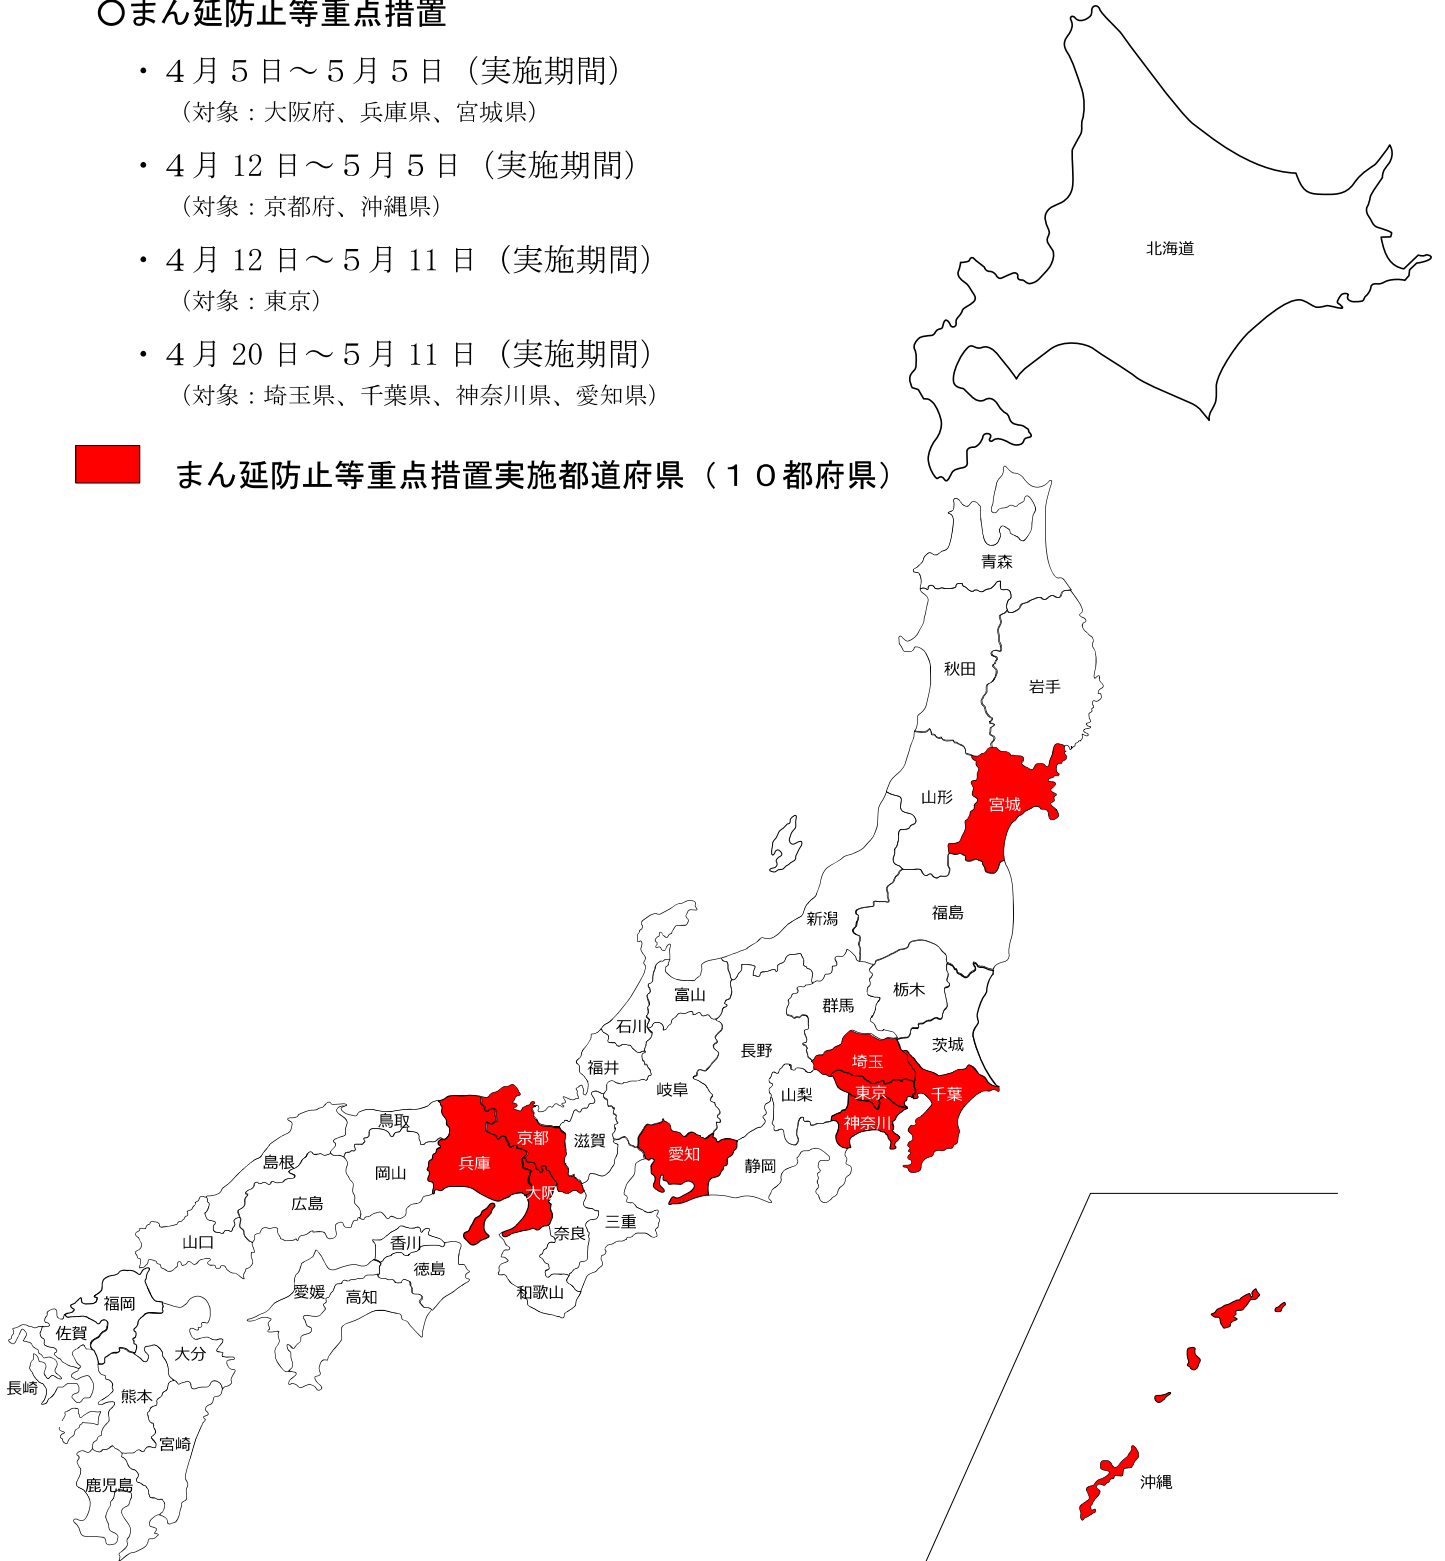 〇まん延防止等重点措置
・４月５日～５月５日（実施期間）
（対象：大阪府、兵庫県、宮城県）
・４月 12 日～５月５日（実施期間）
（対象：京都府、沖縄県）
・４月 12 日～５月 11 日（実施期間）
（対象：東京）
・４月 20 日～５月 11 日（実施期間）
（対象：埼玉県、千葉県、神奈川県、愛知県）
まん延防止等重点措置実施都道府県（１０都府県）
北海道
青森
秋田
岩手
山形
宮城
新潟
福島
栃木
群馬
富山
石川
長野
茨城
埼玉
福井
岐阜
山梨
東京
千葉
神奈川
鳥取
京都
滋賀
愛知
静岡
島根
岡山
兵庫
大阪
広島
三重
奈良
山口
香川
徳島
和歌山
愛媛
高知
福岡
佐賀
大分
長崎
熊本
宮崎
鹿児島
沖縄